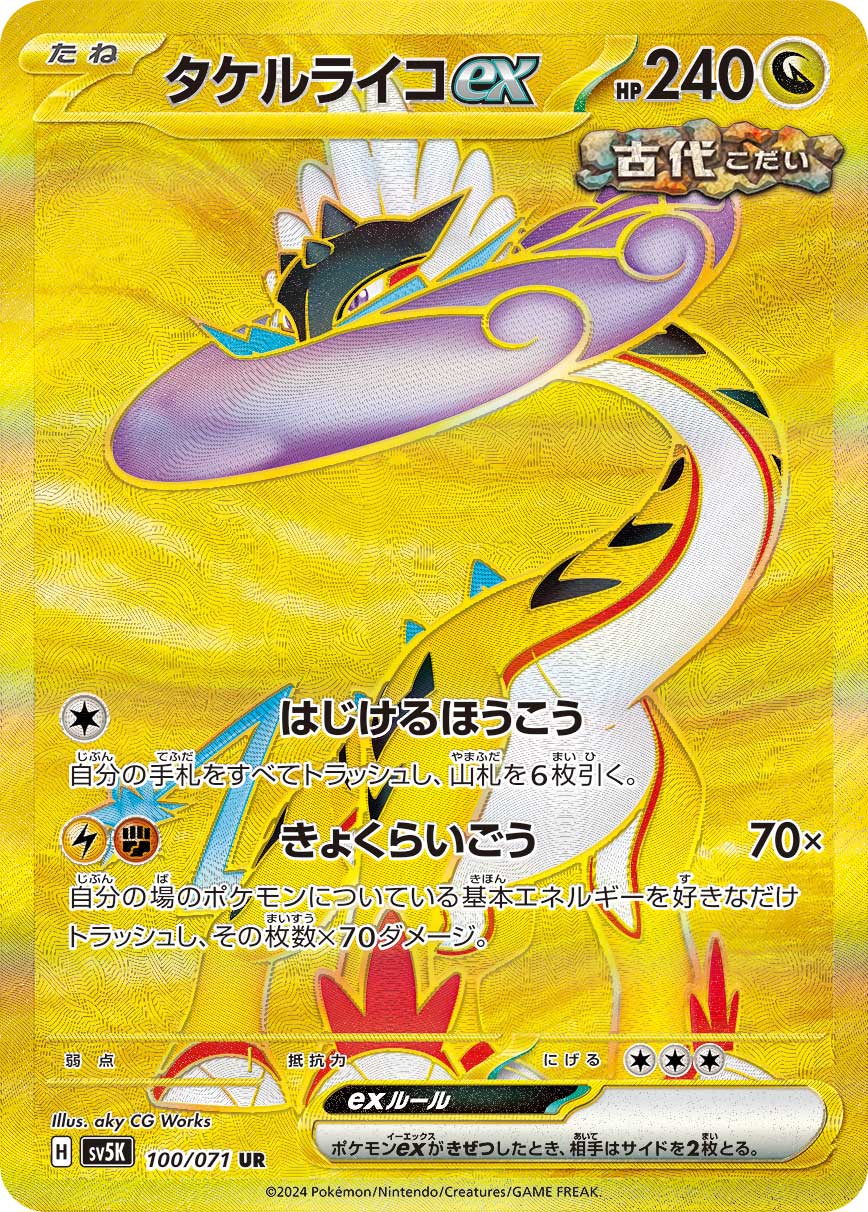 たね
タケルライコex
HP 240
古代 こだい
はじけるほうこう
自分の手札をすべてトラッシュし、山札を6枚引く。
きょくらいごう 70×
自分の場のポケモンについている基本エネルギーを好きなだけ
トラッシュし、その枚数×70ダメージ。
弱点 抵抗力 にげる
exルール
ポケモンexがきぜつしたとき、相手はサイドを2枚とる。
Illus. aky CG Works
H sv5K 100/071 UR
©2024 Pokémon/Nintendo/Creatures/GAME FREAK.